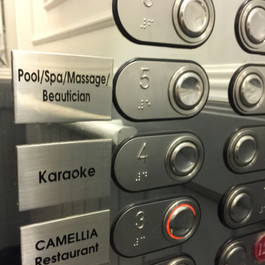 Pool/Spa/Massage/
Beautician
5
Karaoke
4
CAMELLIA
Restaurant
3